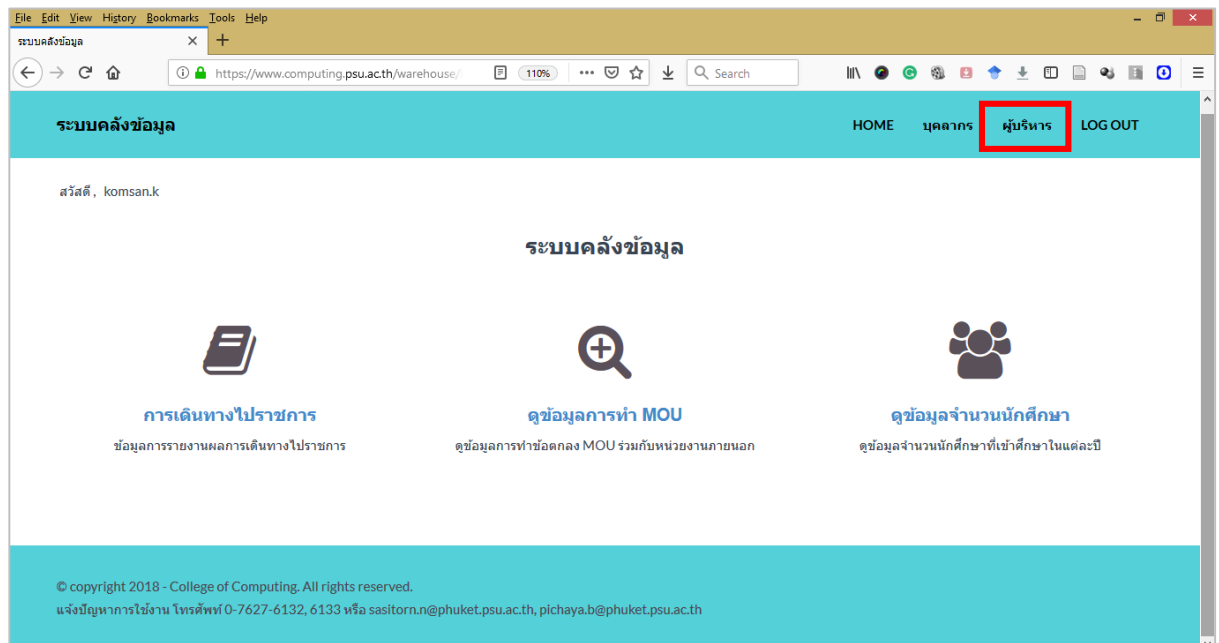 File Edit View History Bookmarks Tools Help
ระบบคลังข้อมูล
https://www.computing.psu.ac.th/warehouse/ 110% Search
ระบบคลังข้อมูล HOME บุคลากร ผู้บริหาร LOG OUT
สวัสดี , komsan.k
ระบบคลังข้อมูล
การเดินทางไปราชการ ดูข้อมูลการทำ MOU ดูข้อมูลจำนวนนักศึกษา
ข้อมูลการรายงานผลการเดินทางไปราชการ ดูข้อมูลการทำข้อตกลง MOU ร่วมกับหน่วยงานภายนอก ดูข้อมูลจำนวนนักศึกษาที่เข้าศึกษาในแต่ละปี
© copyright 2018 - College of Computing. All rights reserved.
แจ้งปัญหาการใช้งาน โทรศัพท์ 0-7627-6132, 6133 หรือ sasitorn.n@phuket.psu.ac.th, pichaya.b@phuket.psu.ac.th